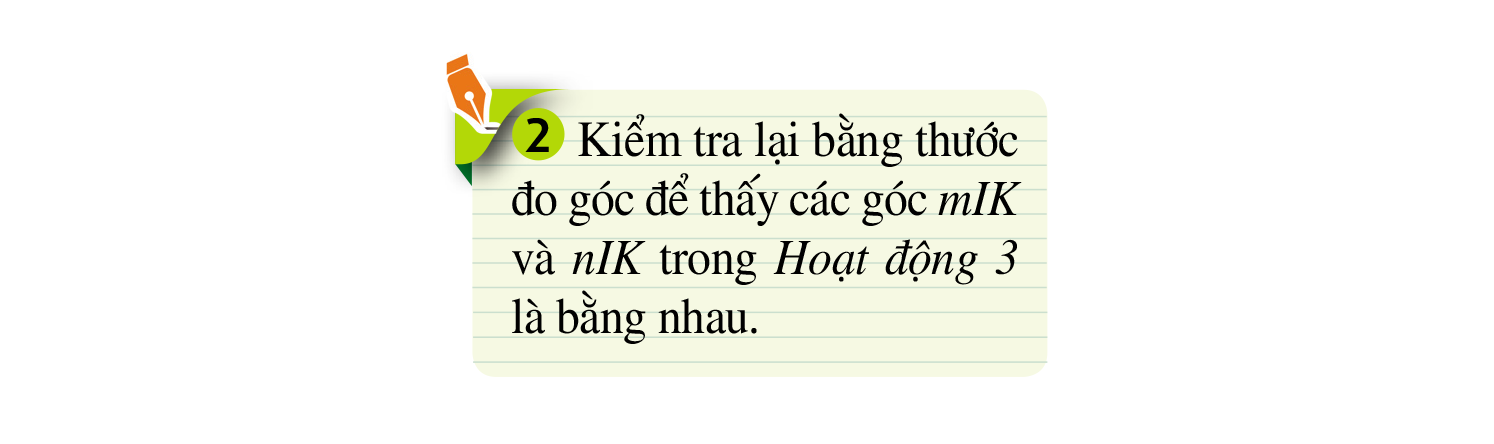 2 Kiểm tra lại bằng thước
đo góc để thấy các góc mIK
và nIK trong Hoạt động 3
là bằng nhau.